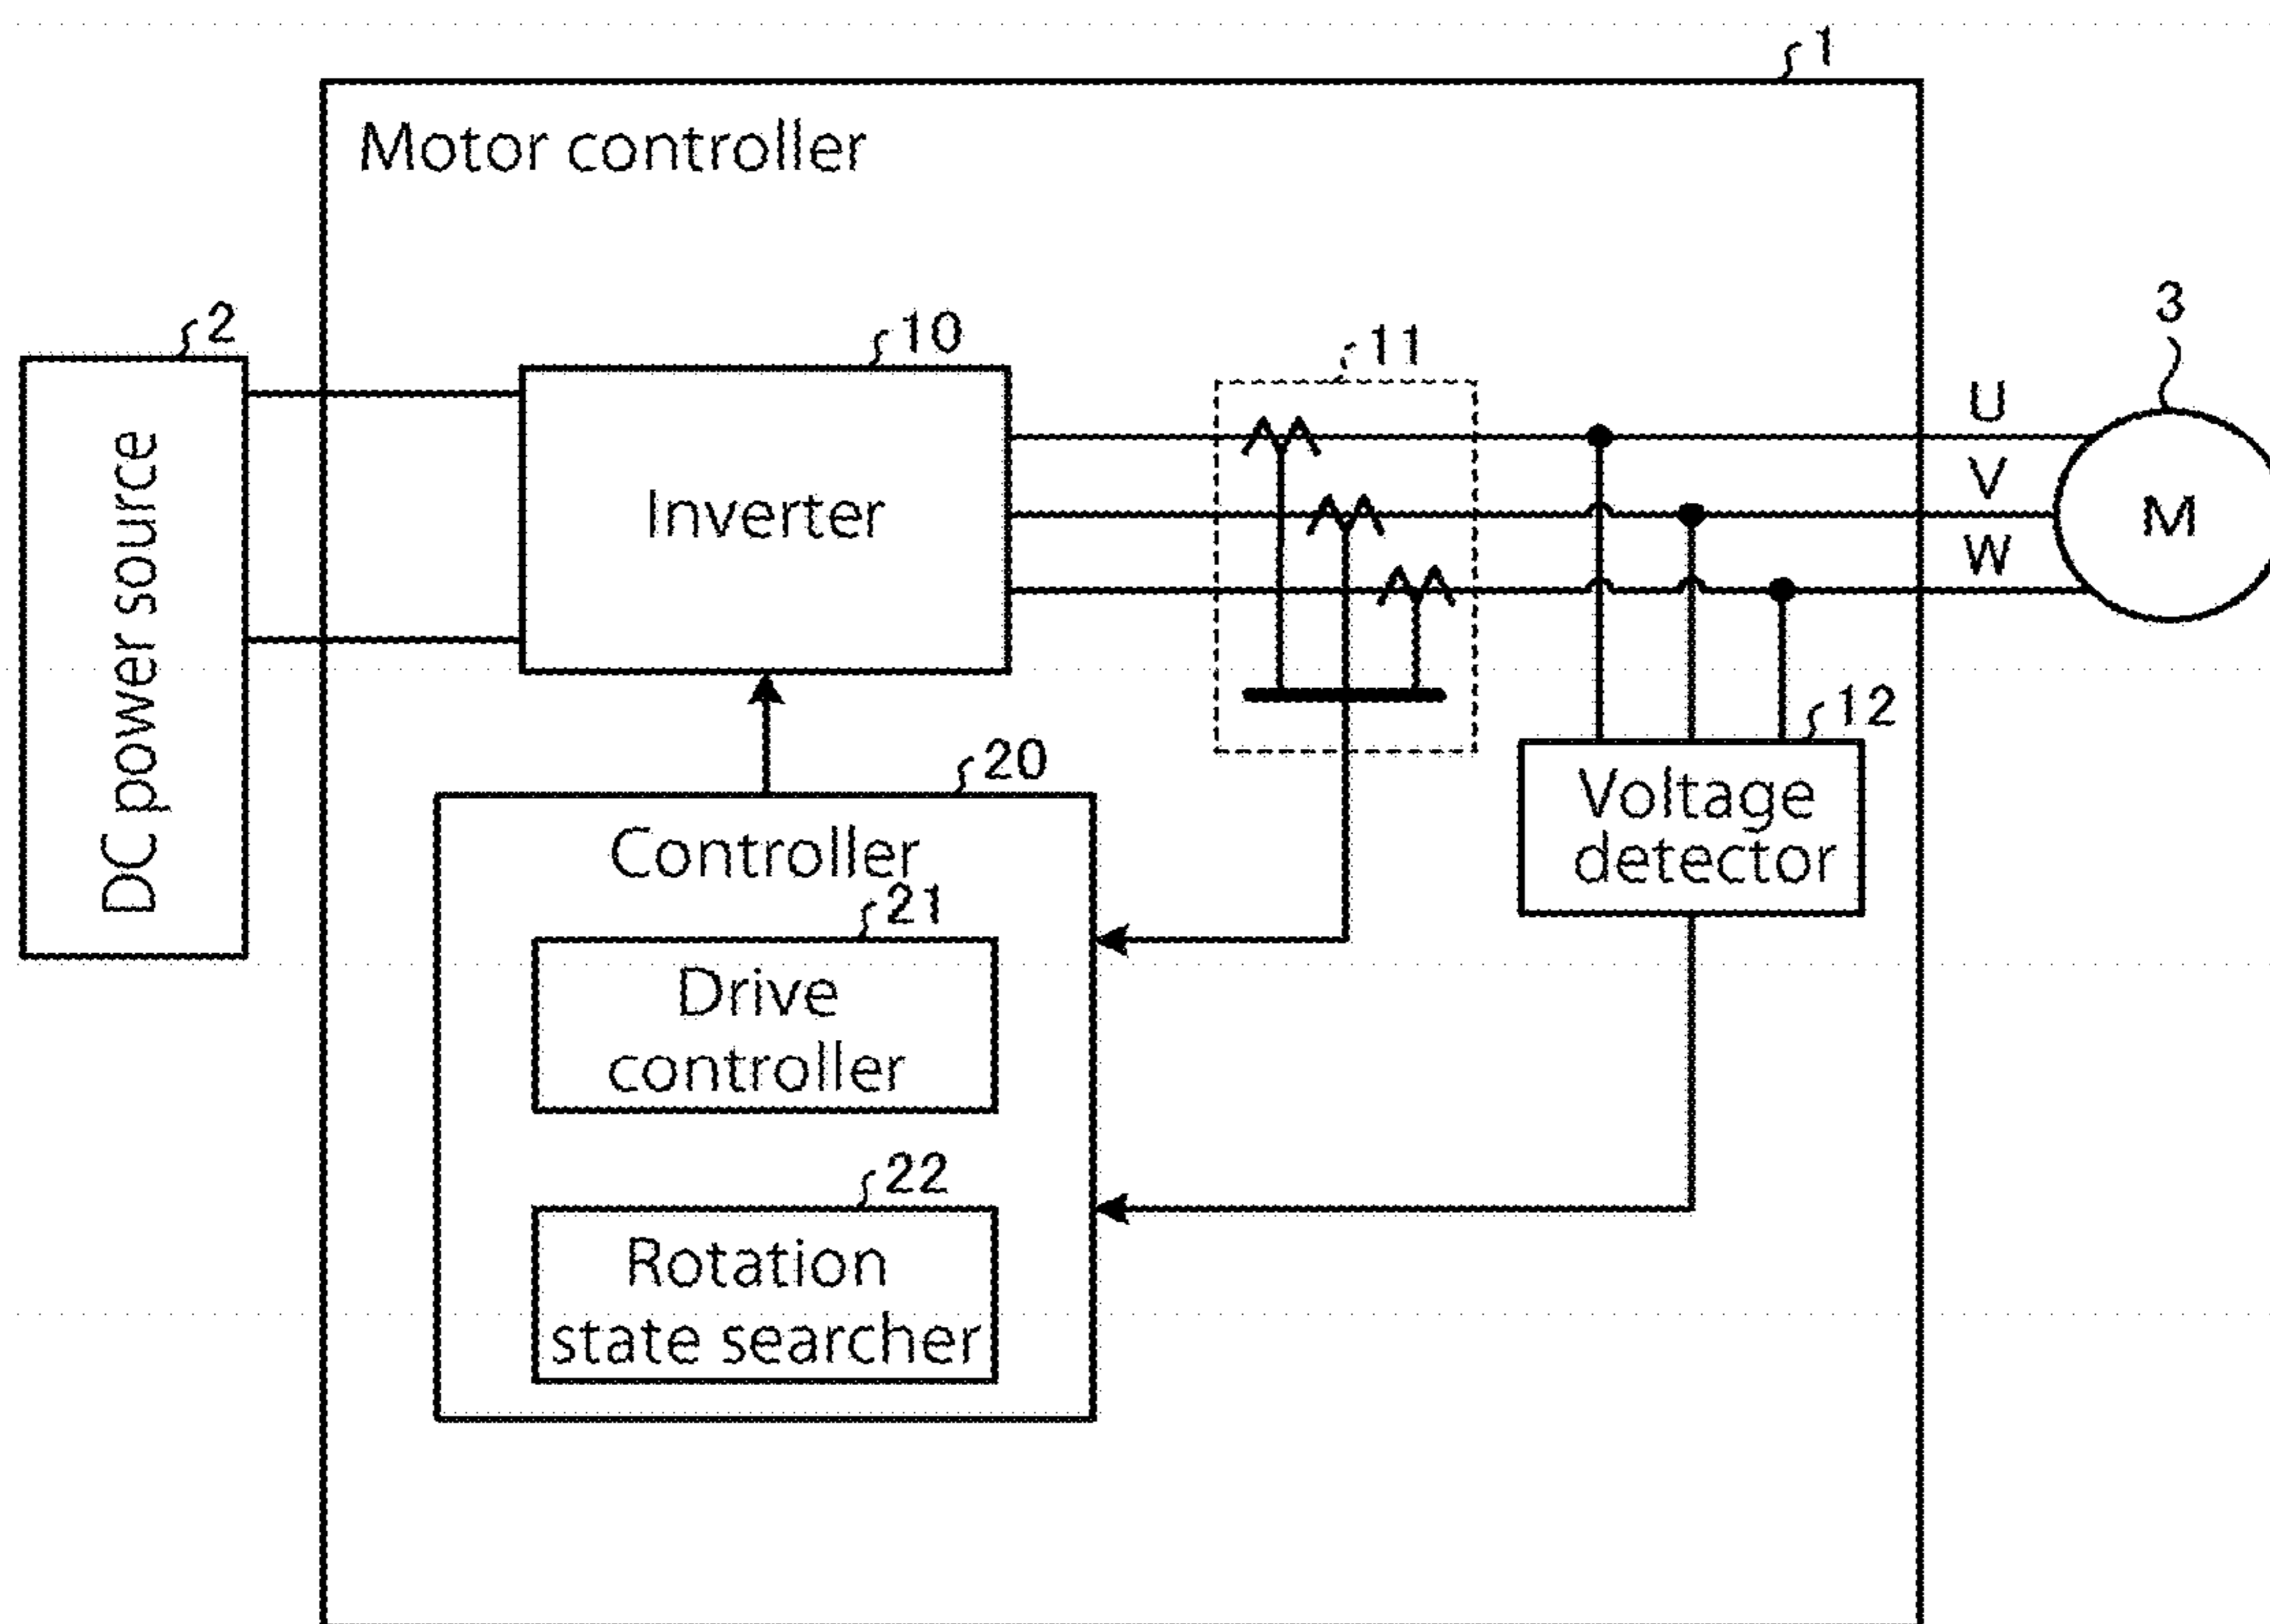 1
Motor controller
2
DC power source
10
Inverter
11
U
V
W
3
M
12
Voltage
detector
20
Controller
21
Drive
controller
22
Rotation
state searcher